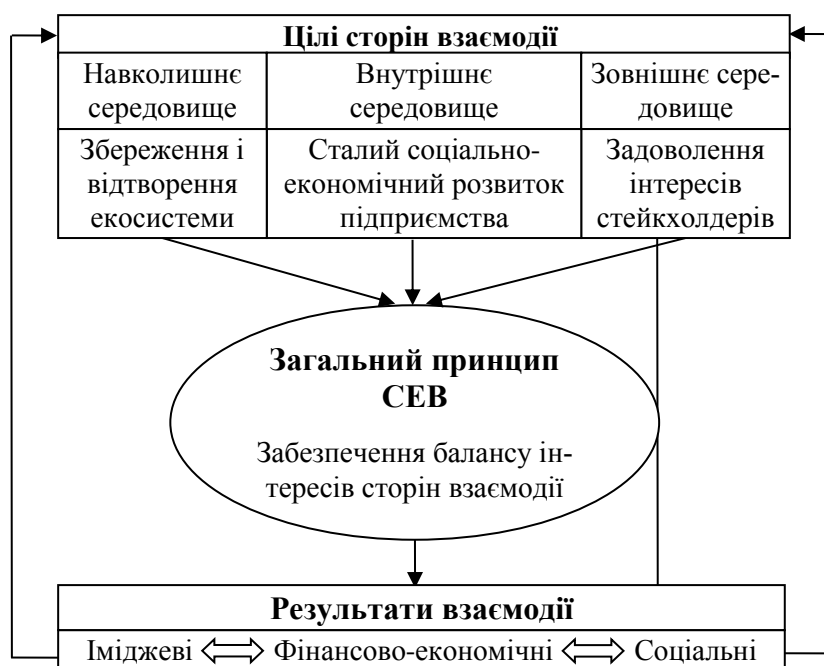 Цілі сторін взаємодії
Навколишнє
середовище
Внутрішнє
середовище
Зовнішнє сере-
довище
Збереження і
відтворення
екосистеми
Сталий соціально-
економічний розвиток
підприємства
Задоволення
інтересів
стейкхолдерів
Загальний принцип
СЕВ
Забезпечення балансу ін-
тересів сторін взаємодії
Результати взаємодії
Іміджеві Фінансово-економічні Соціальні